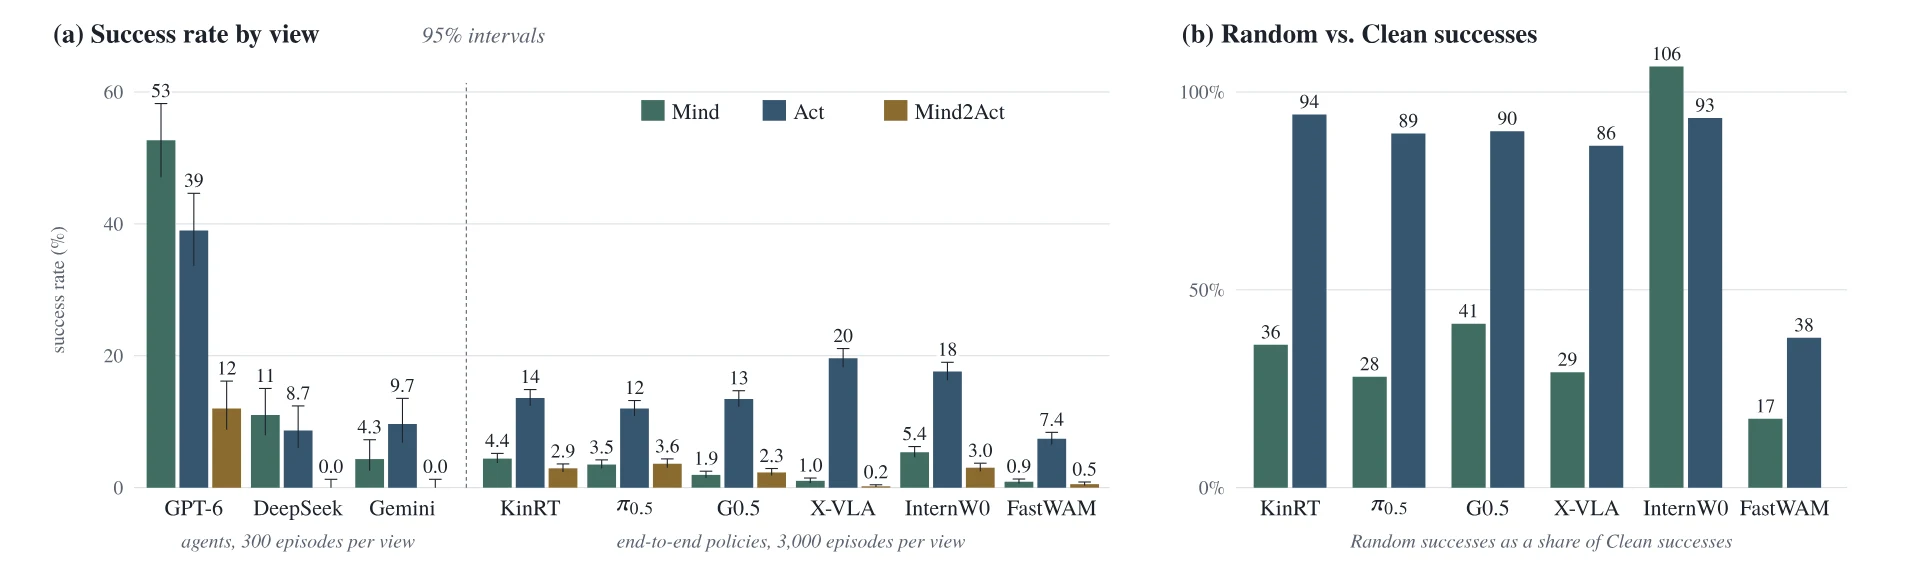 (a) Success rate by view
95% intervals
success rate (%)
60
40
20
0
Mind
Act
Mind2Act
53
39
12
11
8.7
0.0
4.3
9.7
0.0
4.4
14
2.9
3.5
12
3.6
1.9
13
2.3
1.0
20
0.2
5.4
18
3.0
0.9
7.4
0.5
GPT-6
DeepSeek
Gemini
KinRT
π0.5
G0.5
X-VLA
InternW0
FastWAM
agents, 300 episodes per view
end-to-end policies, 3,000 episodes per view
(b) Random vs. Clean successes
100%
50%
0%
36
94
28
89
41
90
29
86
106
93
17
38
KinRT
π0.5
G0.5
X-VLA
InternW0
FastWAM
Random successes as a share of Clean successes